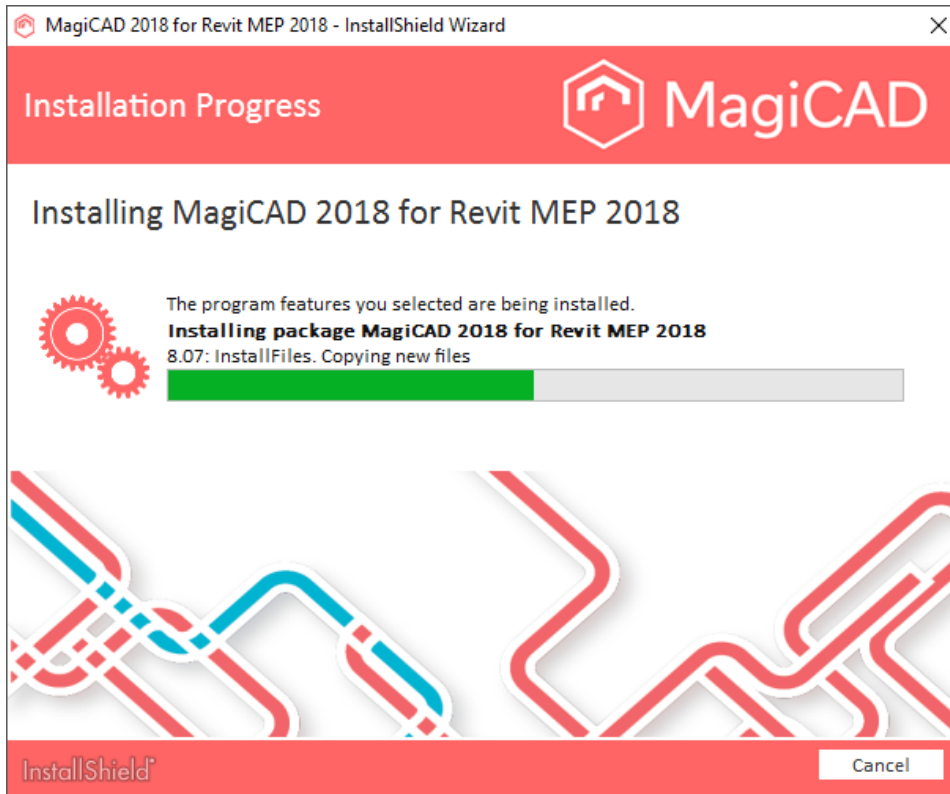 MagiCAD 2018 for Revit MEP 2018 - InstallShield Wizard
Installation Progress
MagiCAD
Installing MagiCAD 2018 for Revit MEP 2018
The program features you selected are being installed.
Installing package MagiCAD 2018 for Revit MEP 2018
8.07: InstallFiles. Copying new files
InstallShield
Cancel